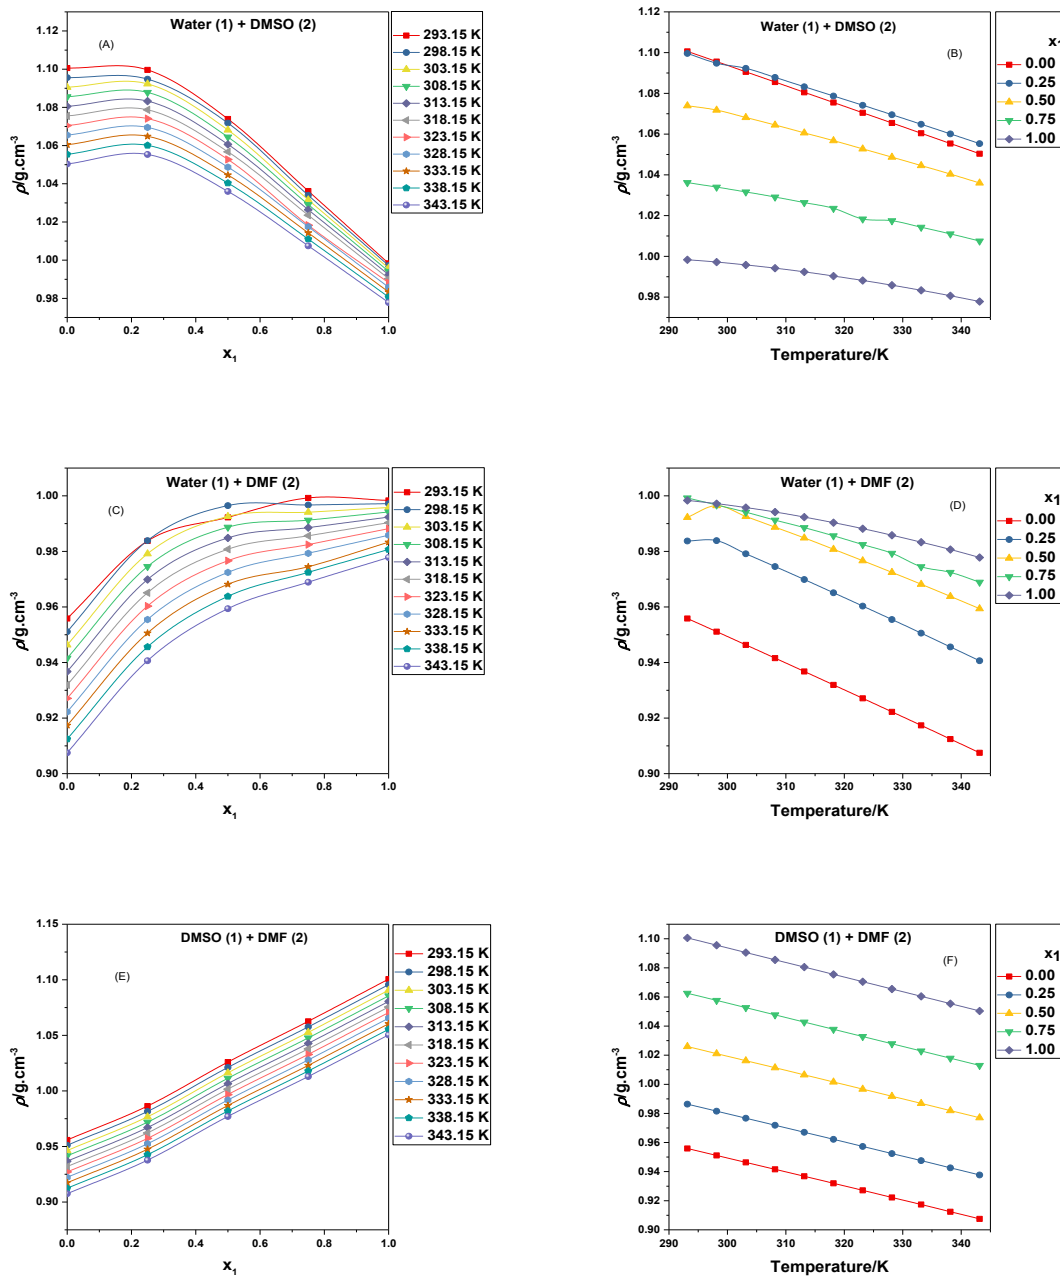 Water (1) + DMSO (2)
(A)
ρ/g.cm-3
1.12
1.10
1.08
1.06
1.04
1.02
1.00
0.98
0.0
0.2
0.4
0.6
0.8
1.0
x1
293.15 K
298.15 K
303.15 K
308.15 K
313.15 K
318.15 K
323.15 K
328.15 K
333.15 K
338.15 K
343.15 K
Water (1) + DMSO (2)
(B)
ρ/g.cm-3
1.12
1.10
1.08
1.06
1.04
1.02
1.00
0.98
290
300
310
320
330
340
Temperature/K
x1
0.00
0.25
0.50
0.75
1.00
Water (1) + DMF (2)
(C)
ρ/g.cm-3
1.00
0.98
0.96
0.94
0.92
0.90
0.0
0.2
0.4
0.6
0.8
1.0
x1
293.15 K
298.15 K
303.15 K
308.15 K
313.15 K
318.15 K
323.15 K
328.15 K
333.15 K
338.15 K
343.15 K
Water (1) + DMF (2)
(D)
ρ/g.cm-3
1.00
0.98
0.96
0.94
0.92
0.90
290
300
310
320
330
340
Temperature/K
x1
0.00
0.25
0.50
0.75
1.00
DMSO (1) + DMF (2)
(E)
ρ/g.cm-3
1.15
1.10
1.05
1.00
0.95
0.90
0.0
0.2
0.4
0.6
0.8
1.0
x1
293.15 K
298.15 K
303.15 K
308.15 K
313.15 K
318.15 K
323.15 K
328.15 K
333.15 K
338.15 K
343.15 K
DMSO (1) + DMF (2)
(F)
ρ/g.cm-3
1.10
1.08
1.06
1.04
1.02
1.00
0.98
0.96
0.94
0.92
0.90
290
300
310
320
330
340
Temperature/K
x1
0.00
0.25
0.50
0.75
1.00